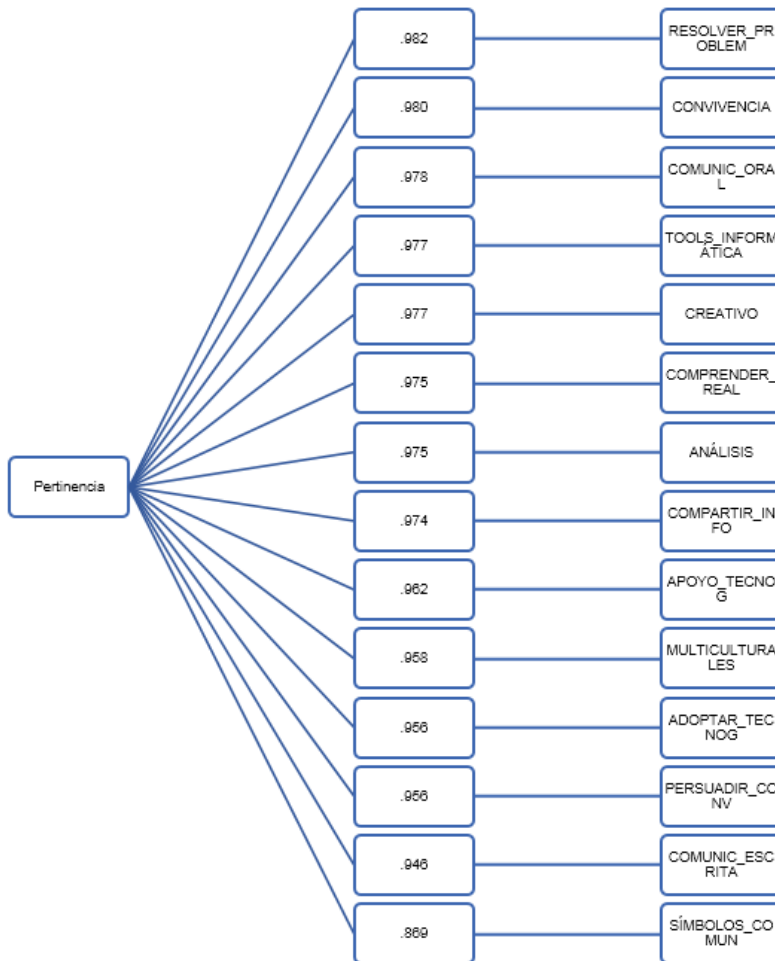 .982
RESOLVER_PR
OBLEM
.980
CONVIVENCIA
.978
COMUNIC_ORA
L
.977
TOOLS_INFORM
ÁTICA
.977
CREATIVO
.975
COMPRENDER_
REAL
Pertinencia
.975
ANÁLISIS
.974
COMPARTIR_IN
FO
.962
APOYO_TECNO
G
.958
MULTICULTURA
LES
.956
ADOPTAR_TEC
NOG
.956
PERSUADIR_CO
NV
.946
COMUNIC_ESC
RITA
.869
SÍMBOLOS_CO
MUN